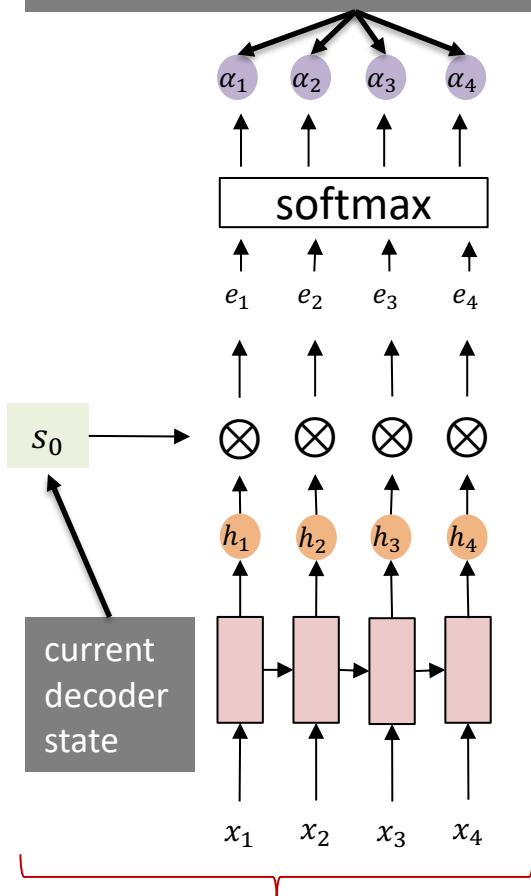 α₁ α₂ α₃ α₄
softmax
e₁ e₂ e₃ e₄
s₀
h₁ h₂ h₃ h₄
current
decoder
state
x₁ x₂ x₃ x₄